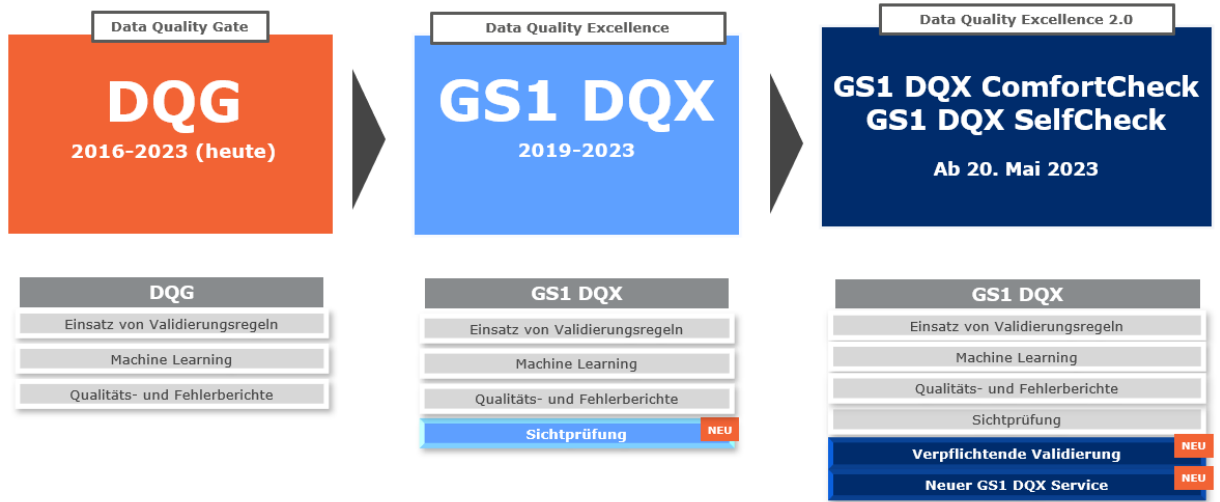 Data Quality Gate
DQG
2016-2023 (heute)
Data Quality Excellence
GS1 DQX
2019-2023
Data Quality Excellence 2.0
GS1 DQX ComfortCheck
GS1 DQX SelfCheck
Ab 20. Mai 2023
DQG
Einsatz von Validierungsregeln
Machine Learning
Qualitäts- und Fehlerberichte
GS1 DQX
Einsatz von Validierungsregeln
Machine Learning
Qualitäts- und Fehlerberichte
Sichtprüfung
NEU
GS1 DQX
Einsatz von Validierungsregeln
Machine Learning
Qualitäts- und Fehlerberichte
Sichtprüfung
Verpflichtende Validierung
NEU
Neuer GS1 DQX Service
NEU